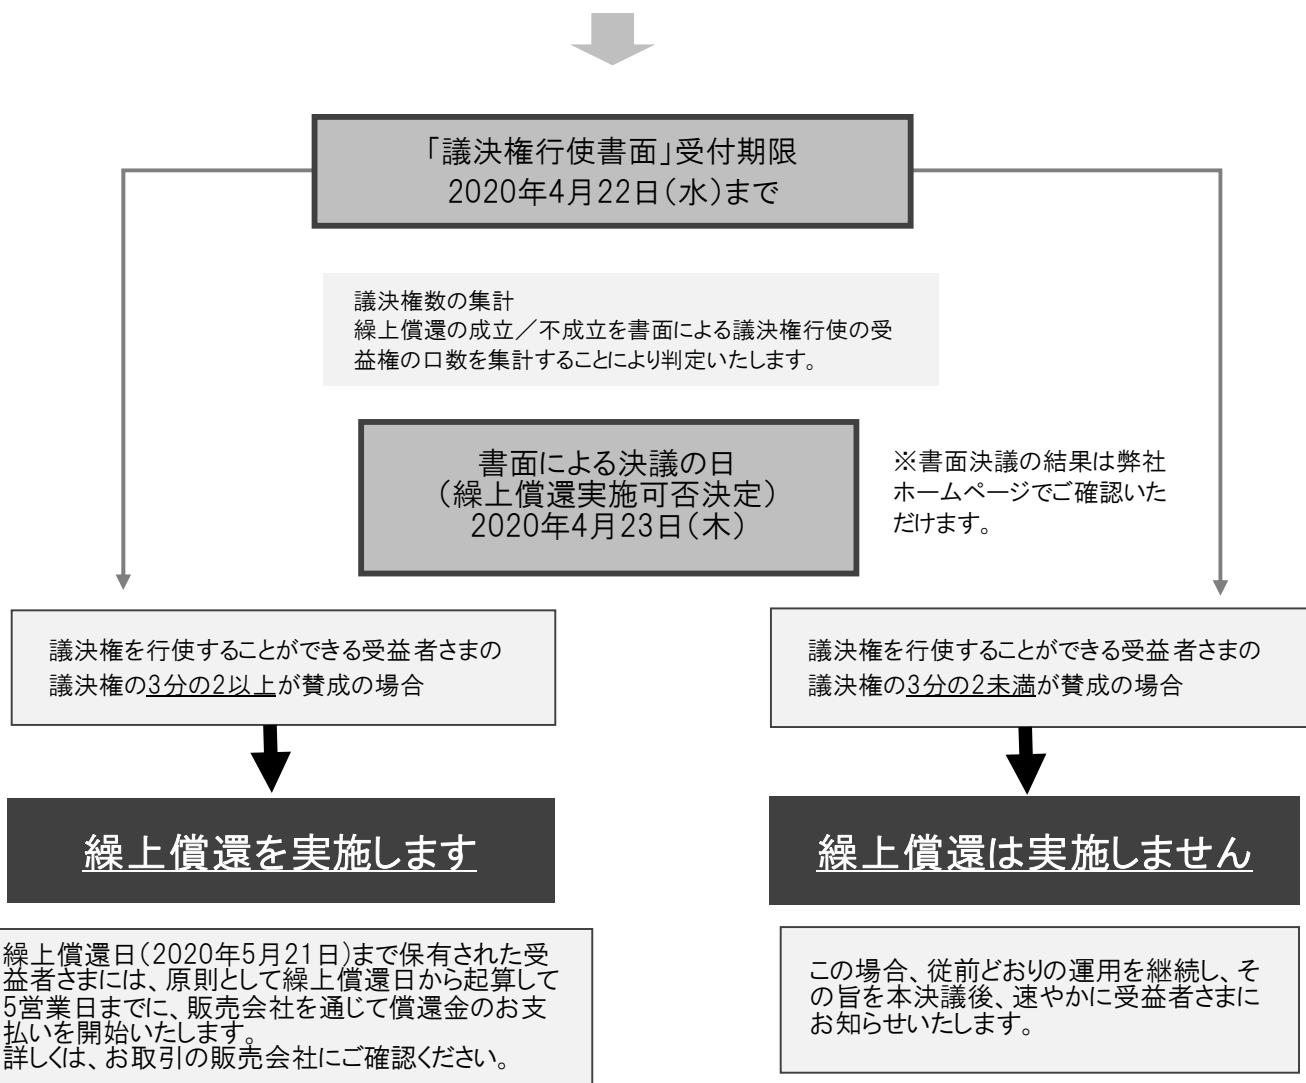 「議決権行使書面」受付期限
2020年4月22日(水)まで
議決権数の集計
繰上償還の成立/不成立を書面による議決権行使の受
益権の口数を集計することにより判定いたします。
書面による決議の日
(繰上償還実施可否決定)
2020年4月23日(木)
※書面決議の結果は弊社
ホームページでご確認いた
だけます。
議決権を行使することができる受益者さまの
議決権の3分の2以上が賛成の場合
繰上償還を実施します
繰上償還日(2020年5月21日)まで保有された受
益者さまには、原則として繰上償還日から起算して
5営業日までに、販売会社を通じて償還金のお支
払いを開始いたします。
詳しくは、お取引の販売会社にご確認ください。
議決権を行使することができる受益者さまの
議決権の3分の2未満が賛成の場合
繰上償還は実施しません
この場合、従前どおりの運用を継続し、そ
の旨を本決議後、速やかに受益者さまに
お知らせいたします。